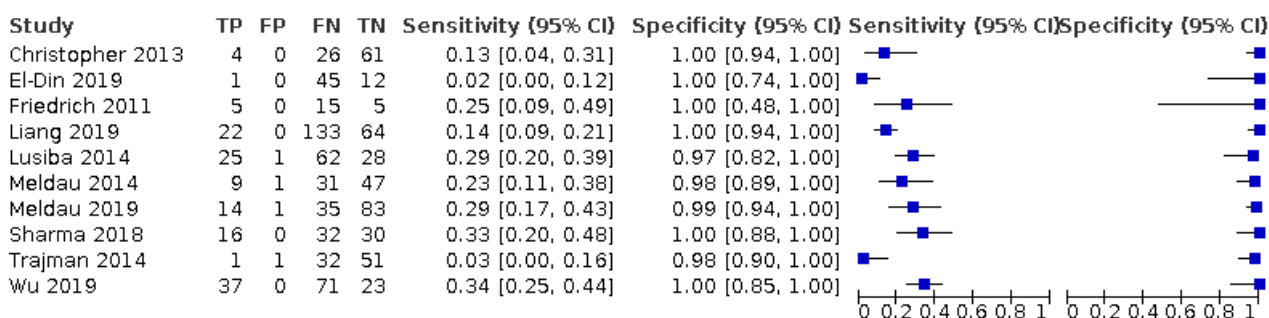 Study TP FP FN TN Sensitivity (95% CI) Specificity (95% CI) Sensitivity (95% CI) Specificity (95% CI)
Christopher 2013 4 0 26 61 0.13 [0.04, 0.31] 1.00 [0.94, 1.00]
El-Din 2019 1 0 45 12 0.02 [0.00, 0.12] 1.00 [0.74, 1.00]
Friedrich 2011 5 0 15 5 0.25 [0.09, 0.49] 1.00 [0.48, 1.00]
Liang 2019 22 0 133 64 0.14 [0.09, 0.21] 1.00 [0.94, 1.00]
Lusiba 2014 25 1 62 28 0.29 [0.20, 0.39] 0.97 [0.82, 1.00]
Meldau 2014 9 1 31 47 0.23 [0.11, 0.38] 0.98 [0.89, 1.00]
Meldau 2019 14 1 35 83 0.29 [0.17, 0.43] 0.99 [0.94, 1.00]
Sharma 2018 16 0 32 30 0.33 [0.20, 0.48] 1.00 [0.88, 1.00]
Trajman 2014 1 1 32 51 0.03 [0.00, 0.16] 0.98 [0.90, 1.00]
Wu 2019 37 0 71 23 0.34 [0.25, 0.44] 1.00 [0.85, 1.00]
0 0.2 0.4 0.6 0.8 1 0 0.2 0.4 0.6 0.8 1